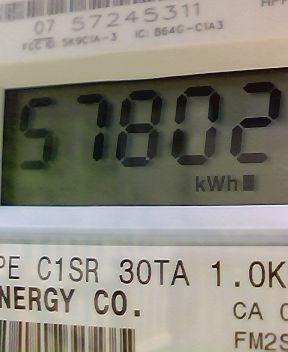 07 57245311
FCC ID: SK9C1A-3 IC: 864G-C1A3
57802
kWh
PE C1SR 30TA 1.0K
NERGY CO.
CA 0
FM2S